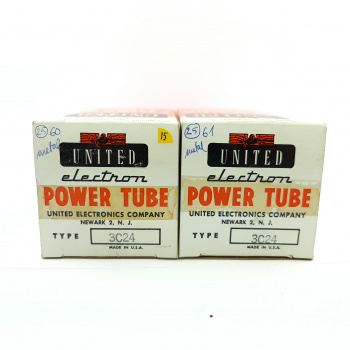 25 60
metal
15
UNITED
electron
POWER TUBE
UNITED ELECTRONICS COMPANY
NEWARK 2, N. J.
TYPE 3C24
MADE IN U.S.A.
25 61
metal
UNITED
electron
POWER TUBE
UNITED ELECTRONICS COMPANY
NEWARK 2, N. J.
TYPE 3C24
MADE IN U.S.A.